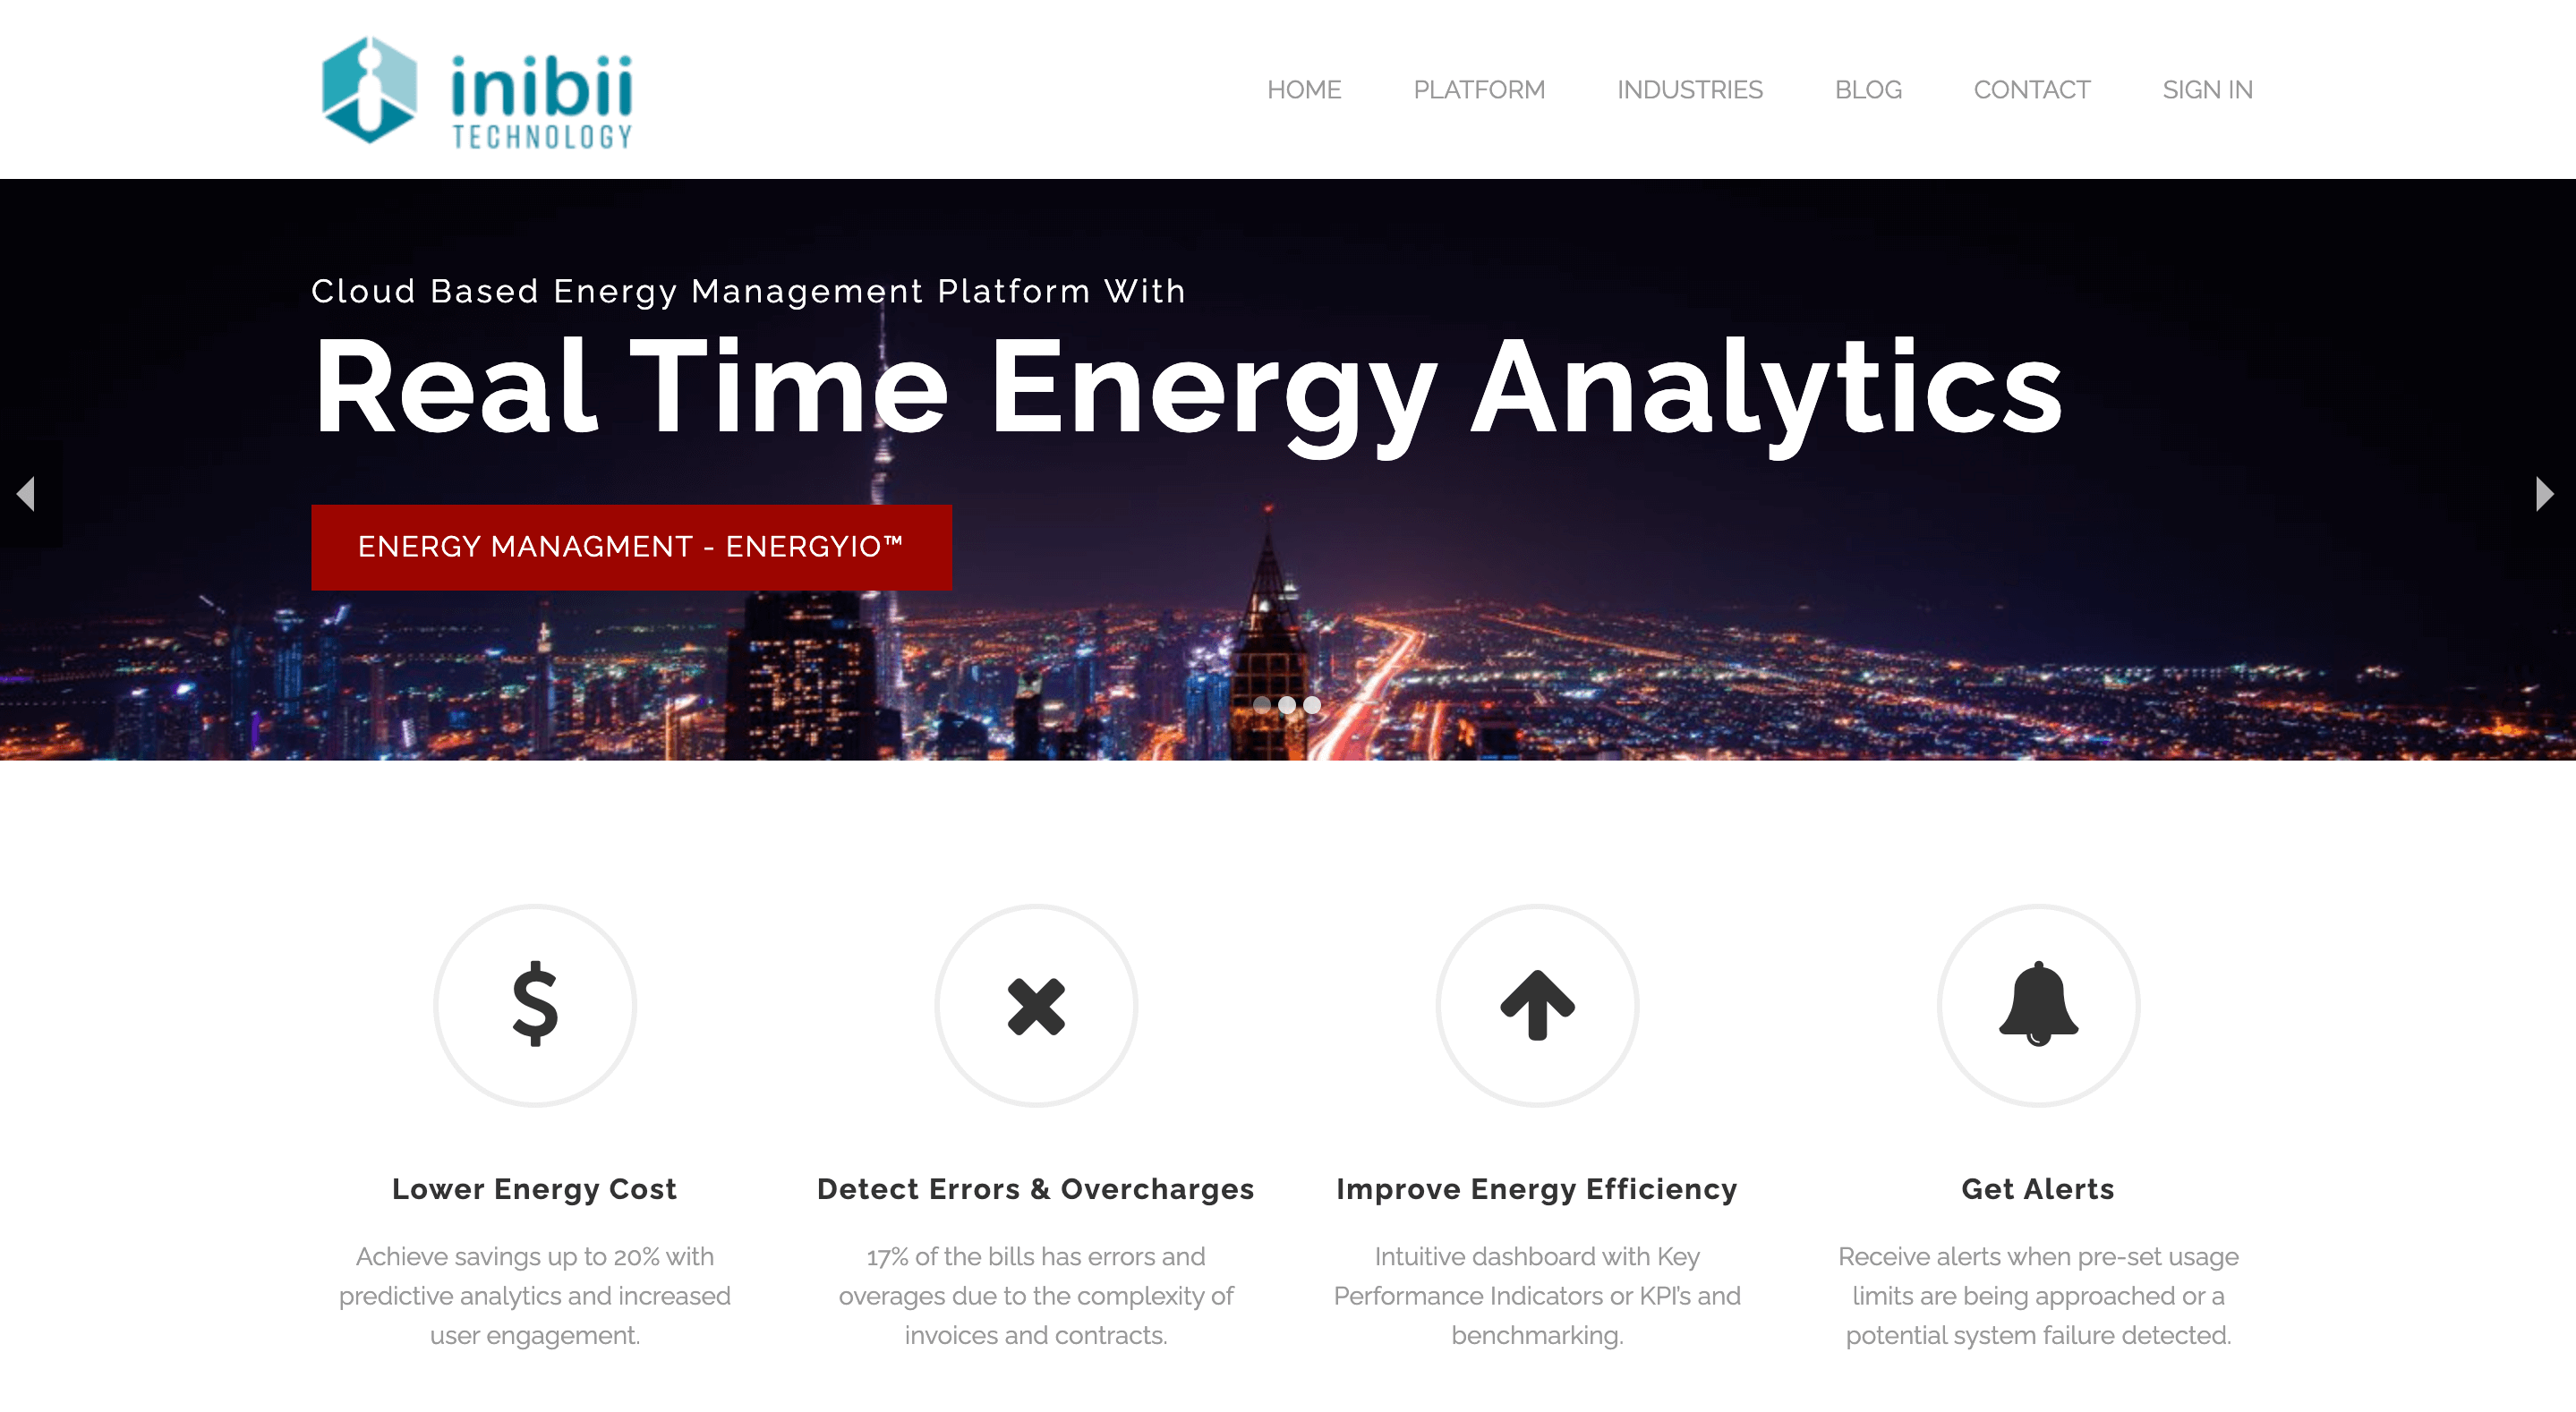 inibii
TECHNOLOGY
HOME PLATFORM INDUSTRIES BLOG CONTACT SIGN IN
Cloud Based Energy Management Platform With
Real Time Energy Analytics
ENERGY MANAGMENT - ENERGYIO™
Lower Energy Cost
Achieve savings up to 20% with
predictive analytics and increased
user engagement.
Detect Errors & Overcharges
17% of the bills has errors and
overages due to the complexity of
invoices and contracts.
Improve Energy Efficiency
Intuitive dashboard with Key
Performance Indicators or KPI's and
benchmarking.
Get Alerts
Receive alerts when pre-set usage
limits are being approached or a
potential system failure detected.